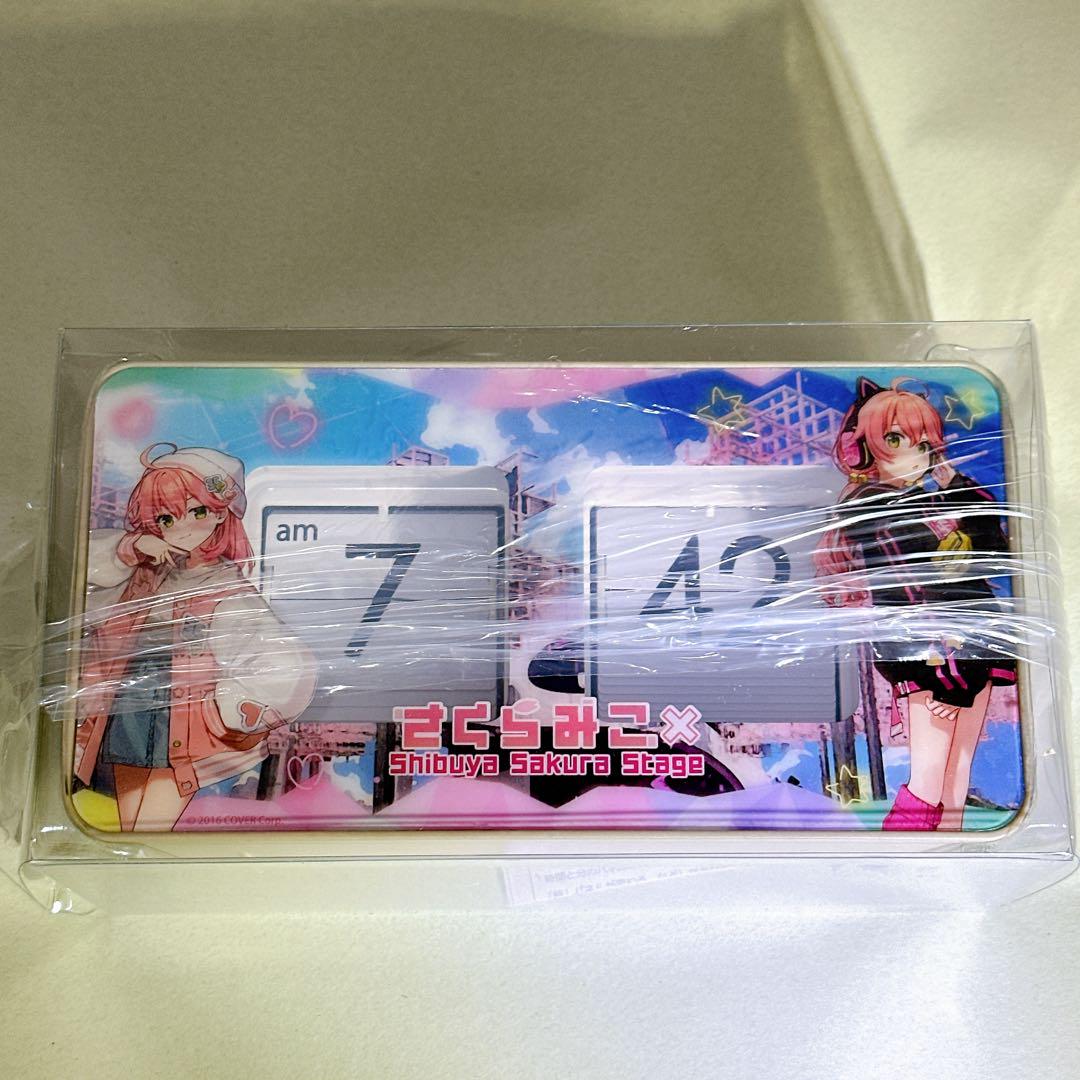 am
7
42
さくらみこ×
Shibuya Sakura Stage
© 2016 COVER Corp.